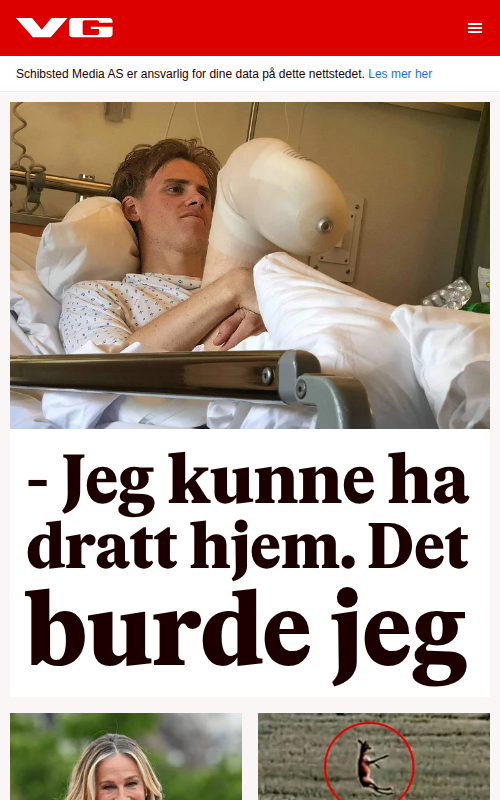 VG
Schibsted Media AS er ansvarlig for dine data på dette nettstedet. Les mer her
- Jeg kunne ha
dratt hjem. Det
burde jeg